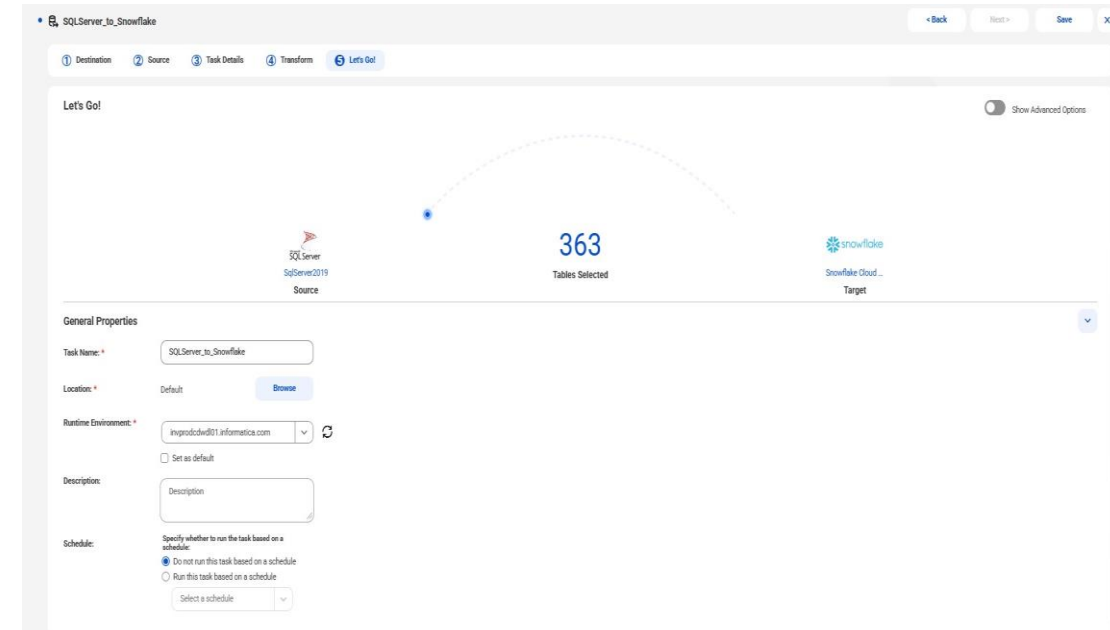 SQLServer_to_Snowflake
< Back
Next >
Save
X
1 Destination
2 Source
3 Task Details
4 Transform
5 Let's Go!
Let's Go!
Show Advanced Options
SQL Server
SqlServer2019
Source
363
Tables Selected
snowflake
Snowflake Cloud ...
Target
General Properties
Task Name: *
SQLServer_to_Snowflake
Location: *
Default
Browse
Runtime Environment: *
invprodcdwdl01.informatica.com
Set as default
Description:
Description
Schedule:
Specify whether to run the task based on a
schedule:
Do not run this task based on a schedule
Run this task based on a schedule
Select a schedule